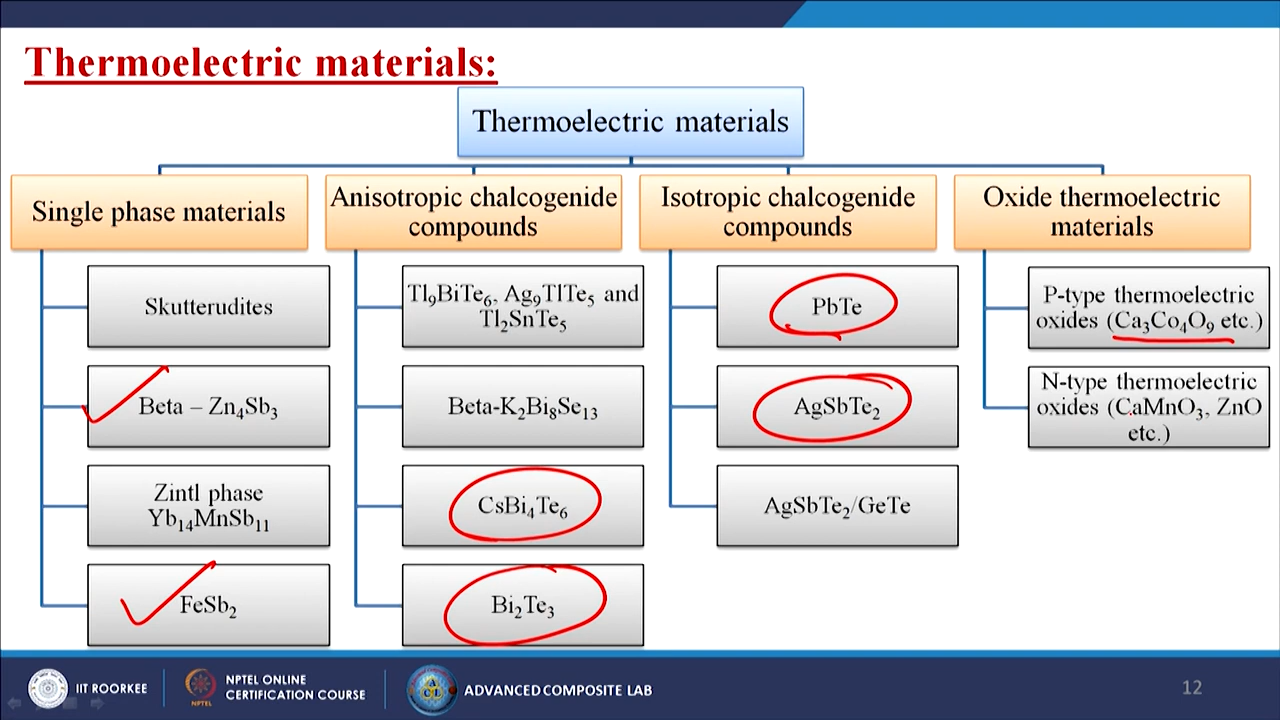 Thermoelectric materials:
Thermoelectric materials
Single phase materials
Skutterudites
Beta – Zn₄Sb₃
Zintl phase
Yb₁₄MnSb₁₁
FeSb₂
Anisotropic chalcogenide
compounds
Tl₉BiTe₆, Ag₉TlTe₅ and
Tl₂SnTe₅
Beta-K₂Bi₈Se₁₃
CsBi₄Te₆
Bi₂Te₃
Isotropic chalcogenide
compounds
PbTe
AgSbTe₂
AgSbTe₂/GeTe
Oxide thermoelectric
materials
P-type thermoelectric
oxides (Ca₃Co₄O₉ etc.)
N-type thermoelectric
oxides (CaMnO₃, ZnO
etc.)
IIT ROORKEE
NPTEL
NPTEL ONLINE
CERTIFICATION COURSE
ACL
ADVANCED COMPOSITE LAB
12